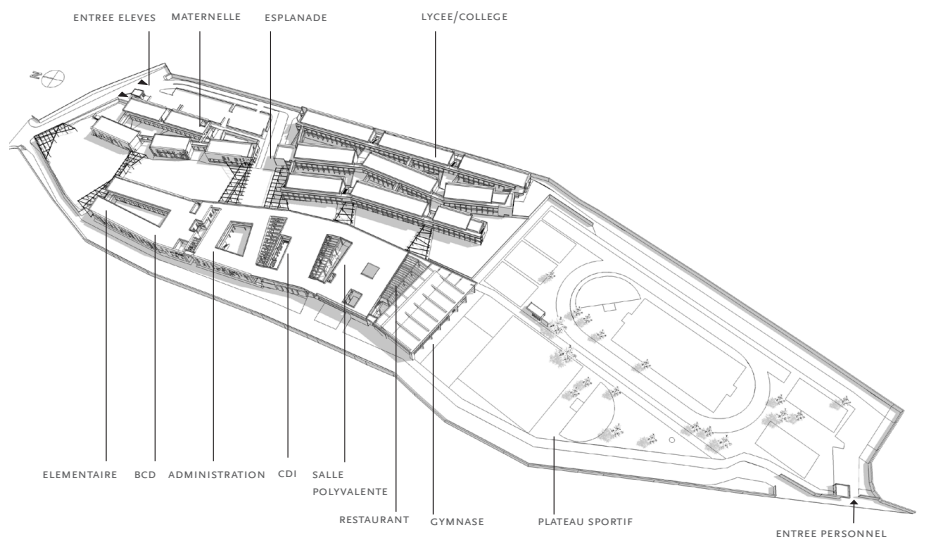 ENTREE ELEVES
MATERNELLE
ESPLANADE
LYCEE/COLLEGE
N
ELEMENTAIRE
BCD
ADMINISTRATION
CDI
SALLE
POLYVALENTE
RESTAURANT
GYMNASE
PLATEAU SPORTIF
ENTREE PERSONNEL